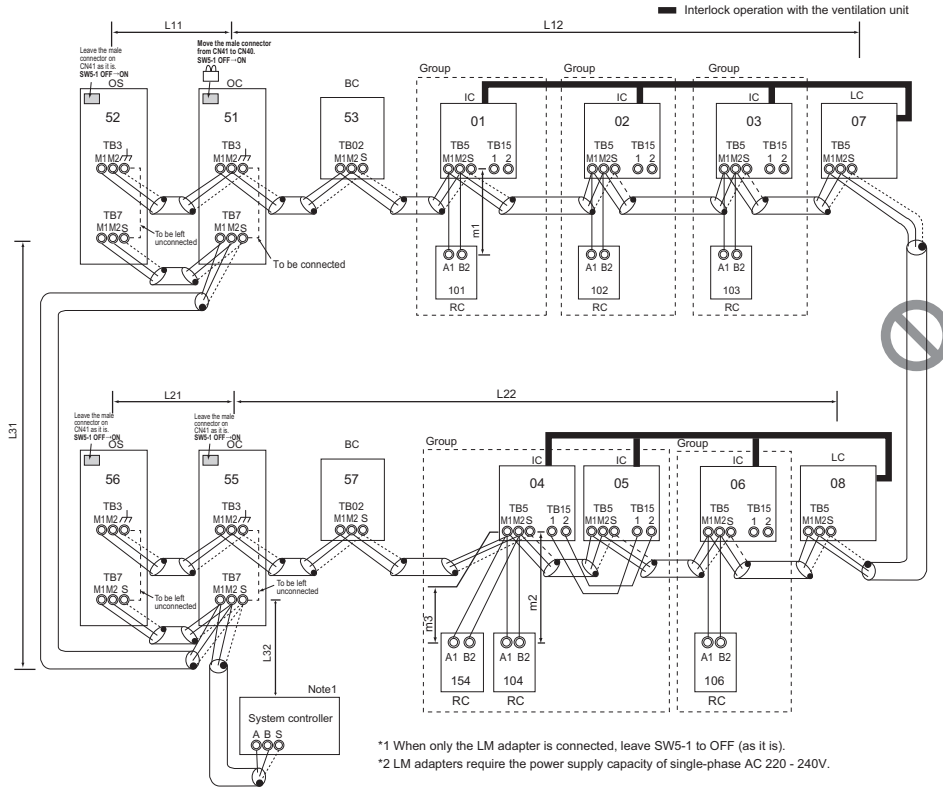 Interlock operation with the ventilation unit
L11
L12
Leave the male
connector on
CN41 as it is.
SW5-1 OFF→ON
OS
52
TB3
M1M2
TB7
M1M2 S
To be left
unconnected
Move the male connector
from CN41 to CN40.
SW5-1 OFF→ON
OC
51
TB3
M1M2
TB7
M1 M2 S
To be connected
BC
53
TB02
M1M2 S
Group
IC
01
TB5
M1M2S
TB15
1 2
m1
A1 B2
101
RC
Group
IC
02
TB5
M1M2S
TB15
1 2
A1 B2
102
RC
Group
IC
03
TB5
M1M2S
TB15
1 2
A1 B2
103
RC
LC
07
TB5
M1M2S
L31
L21
L22
Leave the male
connector on
CN41 as it is.
SW5-1 OFF→ON
OS
56
TB3
M1M2
TB7
M1M2 S
To be left
unconnected
Leave the male
connector on
CN41 as it is.
SW5-1 OFF→ON
OC
55
TB3
M1M2
TB7
M1M2 S
To be left
unconnected
BC
57
TB02
M1M2 S
Group
IC
04
TB5
M1M2S
TB15
1 2
IC
05
TB5
M1M2S
TB15
1 2
m3
m2
A1 B2
154
RC
A1 B2
104
RC
Group
IC
06
TB5
M1M2S
TB15
1 2
A1 B2
106
RC
LC
08
TB5
M1M2S
L32
Note1
System controller
A B S
*1 When only the LM adapter is connected, leave SW5-1 to OFF (as it is).
*2 LM adapters require the power supply capacity of single-phase AC 220 - 240V.